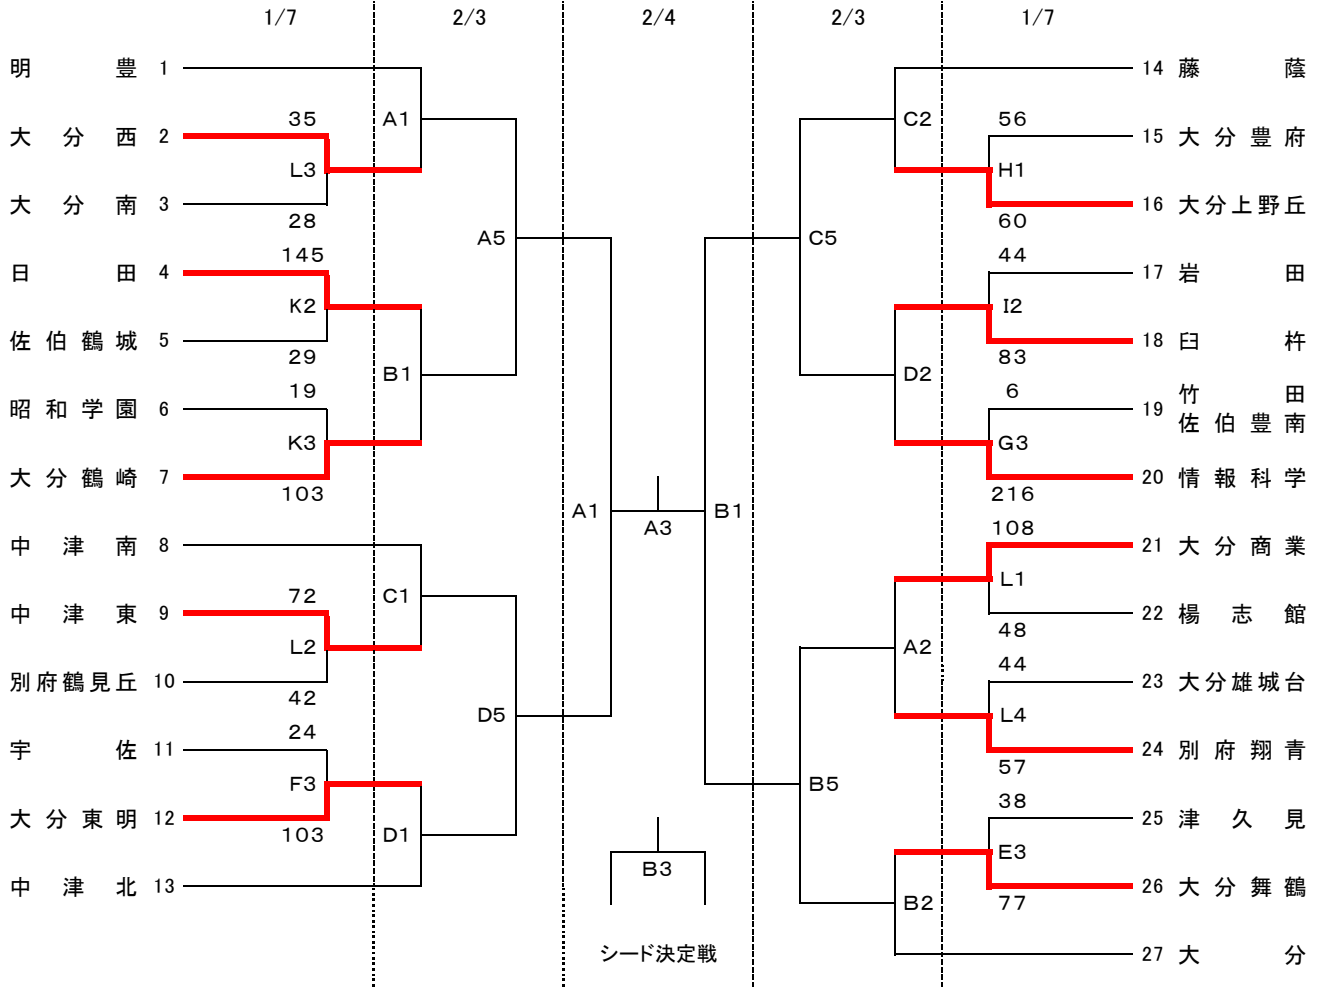 1/7 2/3 2/4 2/3 1/7
明豊 1
大分西 2
大分南 3
日田 4
佐伯鶴城 5
昭和学園 6
大分鶴崎 7
中津南 8
中津東 9
別府鶴見丘 10
宇佐 11
大分東明 12
中津北 13
35
L3
28
145
K2
29
19
K3
103
72
L2
42
24
F3
103
A1
B1
C1
D1
A5
D5
A1
A3
B1
B3
シード決定戦
C5
B5
C2
D2
A2
B2
56
H1
60
44
I2
83
6
G3
216
108
L1
48
44
L4
57
38
E3
77
14 藤蔭
15 大分豊府
16 大分上野丘
17 岩田
18 臼杵
19 竹田
佐伯豊南
20 情報科学
21 大分商業
22 楊志館
23 大分雄城台
24 別府翔青
25 津久見
26 大分舞鶴
27 大分